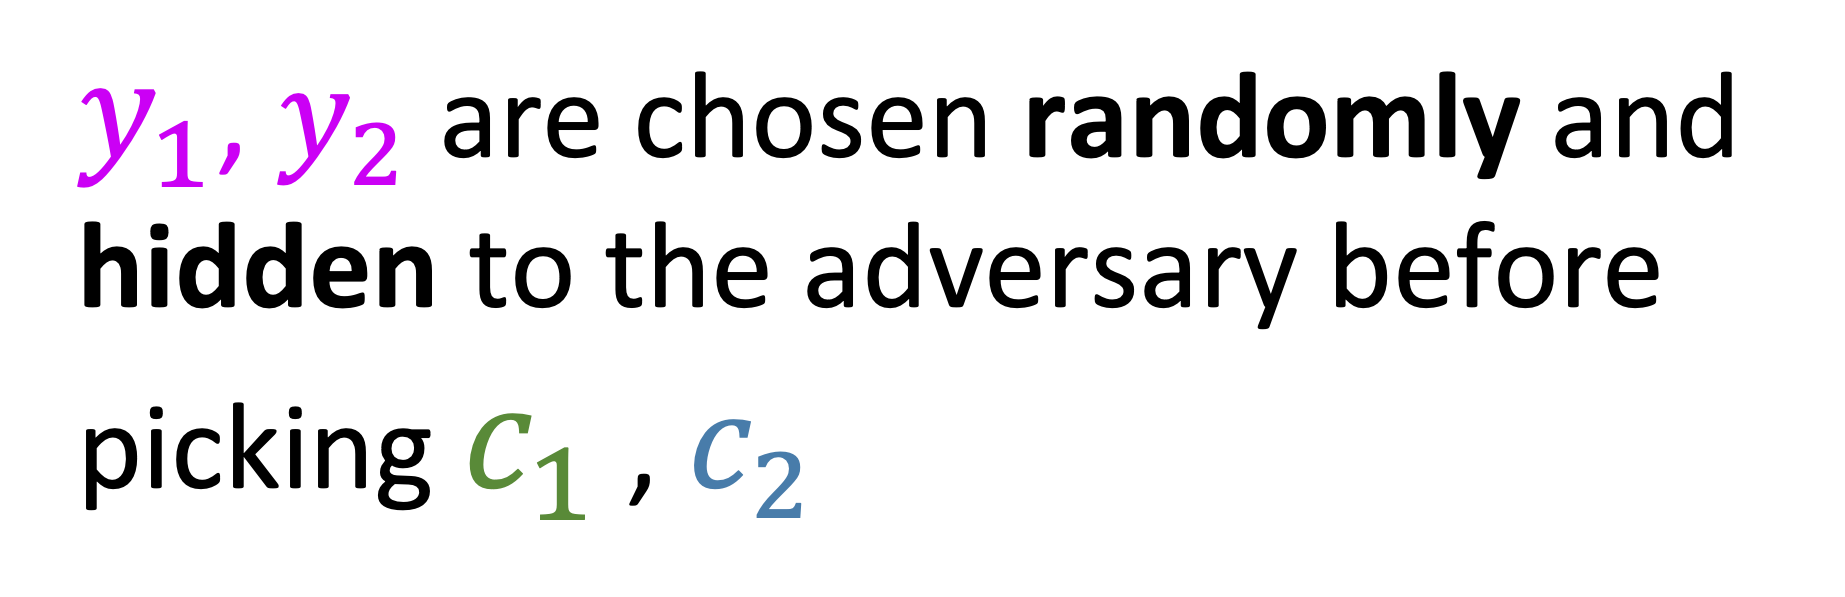 y₁, y₂ are chosen randomly and
hidden to the adversary before
picking c₁ , c₂